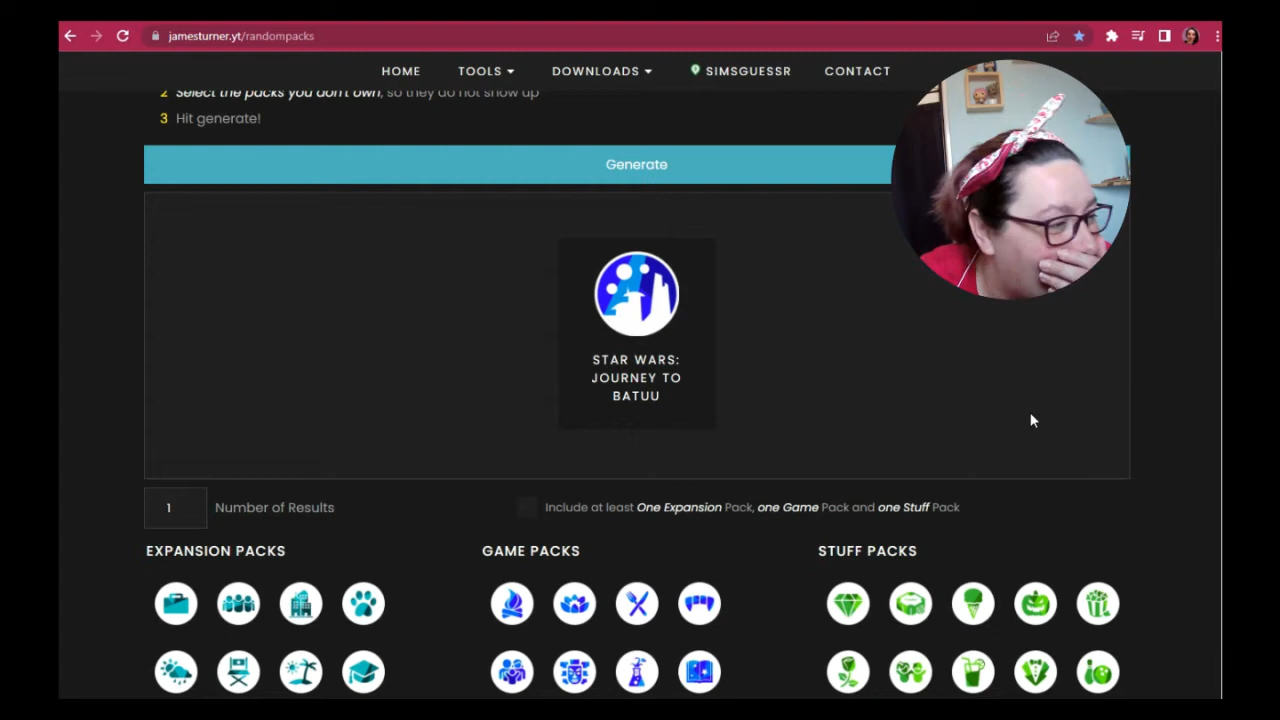 jamesturner.yt/randompacks
HOME TOOLS DOWNLOADS SIMSGUESSR CONTACT
2 Select the packs you don't own, so they do not show up
3 Hit generate!
Generate
STAR WARS:
JOURNEY TO
BATUU
1 Number of Results Include at least One Expansion Pack, one Game Pack and one Stuff Pack
EXPANSION PACKS GAME PACKS STUFF PACKS